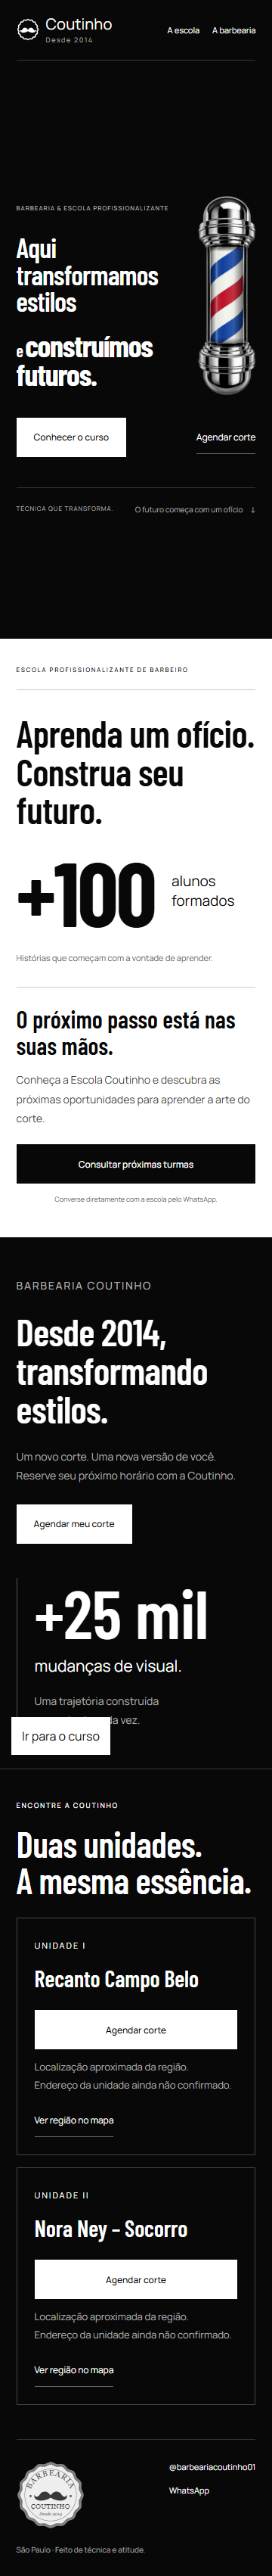 Coutinho
Desde 2014
A escola
A barbearia
BARBEARIA & ESCOLA PROFISSIONALIZANTE
Aqui
transformamos
estilos
e construímos
futuros.
Conhecer o curso
Agendar corte
TÉCNICA QUE TRANSFORMA.
O futuro começa com um ofício ↓
ESCOLA PROFISSIONALIZANTE DE BARBEIRO
Aprenda um ofício.
Construa seu
futuro.
+100
alunos
formados
Histórias que começam com a vontade de aprender.
O próximo passo está nas
suas mãos.
Conheça a Escola Coutinho e descubra as
próximas oportunidades para aprender a arte do
corte.
Consultar próximas turmas
Converse diretamente com a escola pelo WhatsApp.
BARBEARIA COUTINHO
Desde 2014,
transformando
estilos.
Um novo corte. Uma nova versão de você.
Reserve seu próximo horário com a Coutinho.
Agendar meu corte
+25 mil
mudanças de visual.
Uma trajetória construída
vez.
Ir para o curso
ENCONTRE A COUTINHO
Duas unidades.
A mesma essência.
UNIDADE I
Recanto Campo Belo
Agendar corte
Localização aproximada da região.
Endereço da unidade ainda não confirmado.
Ver região no mapa
UNIDADE II
Nora Ney – Socorro
Agendar corte
Localização aproximada da região.
Endereço da unidade ainda não confirmado.
Ver região no mapa
BARBEARIA
COUTINHO
Desde 2014
@barbeariacoutinho01
WhatsApp
São Paulo · Feito de técnica e atitude.